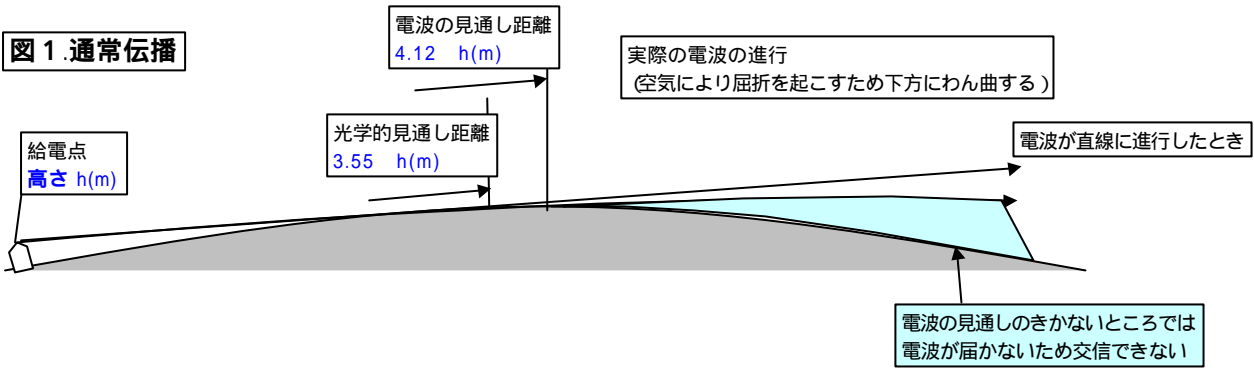 図1.通常伝播
電波の見通し距離
4.12 h(m)
実際の電波の進行
(空気により屈折を起こすため下方にわん曲する)
光学的見通し距離
3.55 h(m)
電波が直線に進行したとき
給電点
高さ h(m)
電波の見通しのきかないところでは
電波が届かないため交信できない